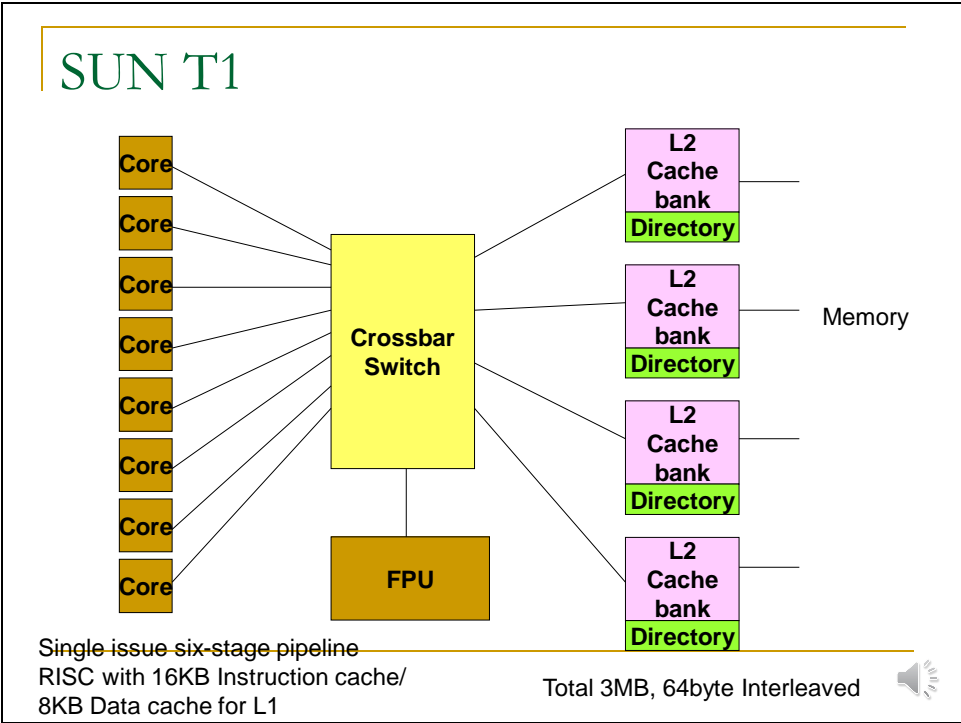 SUN T1
Core
Core
Core
Core
Core
Core
Core
Core
Crossbar
Switch
FPU
L2
Cache
bank
Directory
L2
Cache
bank
Directory
L2
Cache
bank
Directory
L2
Cache
bank
Directory
Memory
Single issue six-stage pipeline
RISC with 16KB Instruction cache/
8KB Data cache for L1
Total 3MB, 64byte Interleaved